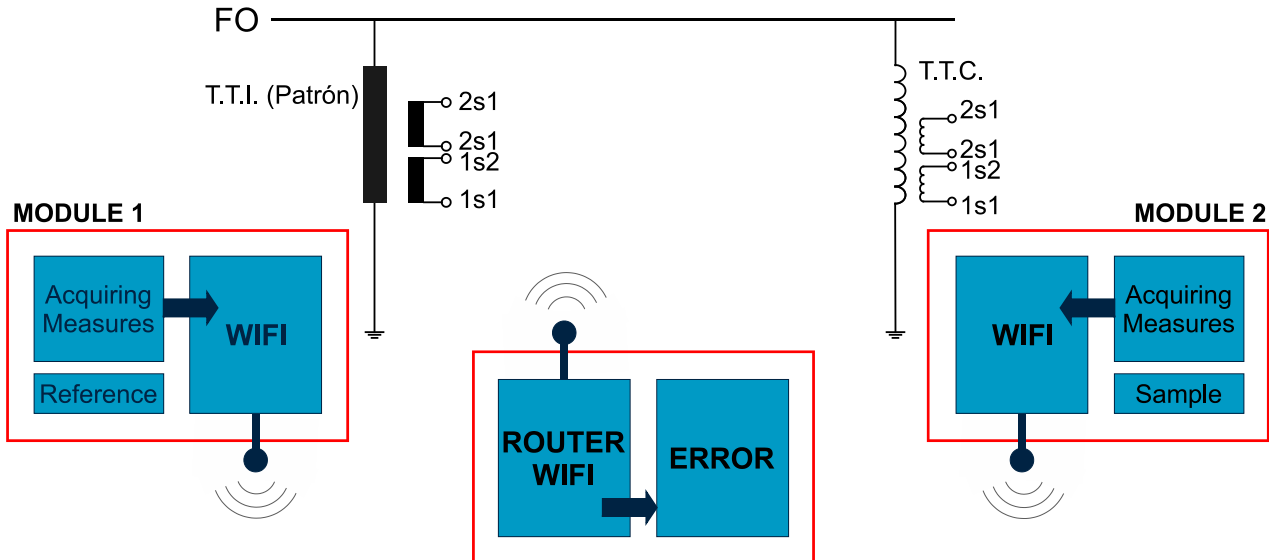 FO
T.T.I. (Patrón)
2s1
2s1
1s2
1s1
T.T.C.
2s1
2s1
1s2
1s1
MODULE 1
Acquiring
Measures
WIFI
Reference
ROUTER
WIFI
ERROR
MODULE 2
WIFI
Acquiring
Measures
Sample